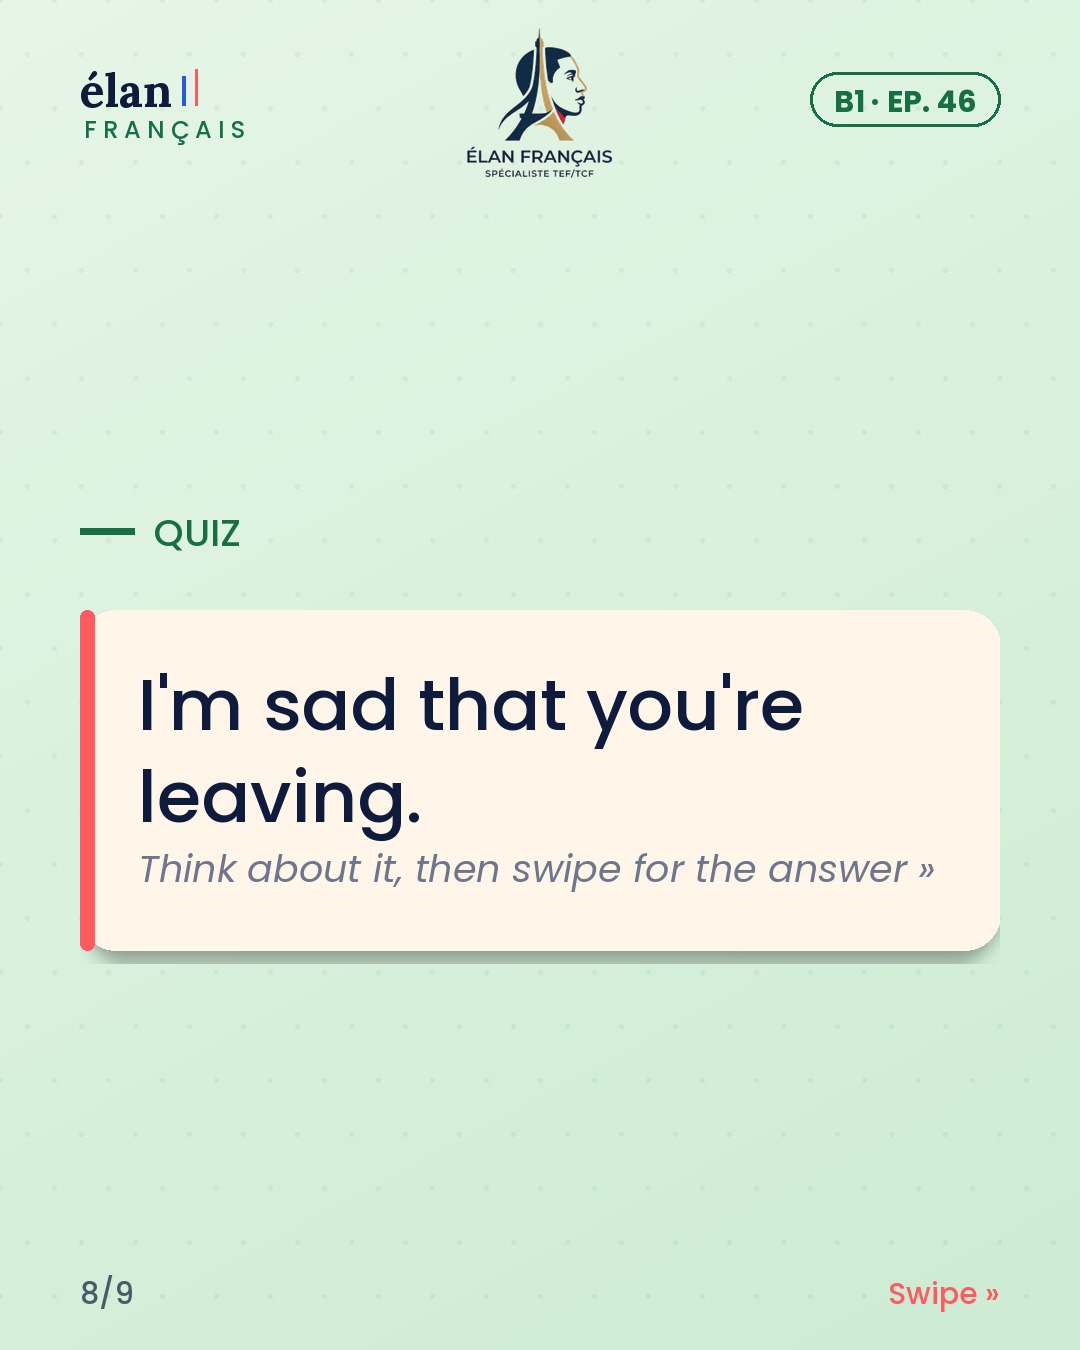 élan
FRANÇAIS
ÉLAN FRANÇAIS
SPÉCIALISTE TEF/TCF
B1 · EP. 46
QUIZ
I'm sad that you're
leaving.
Think about it, then swipe for the answer »
8/9
Swipe »